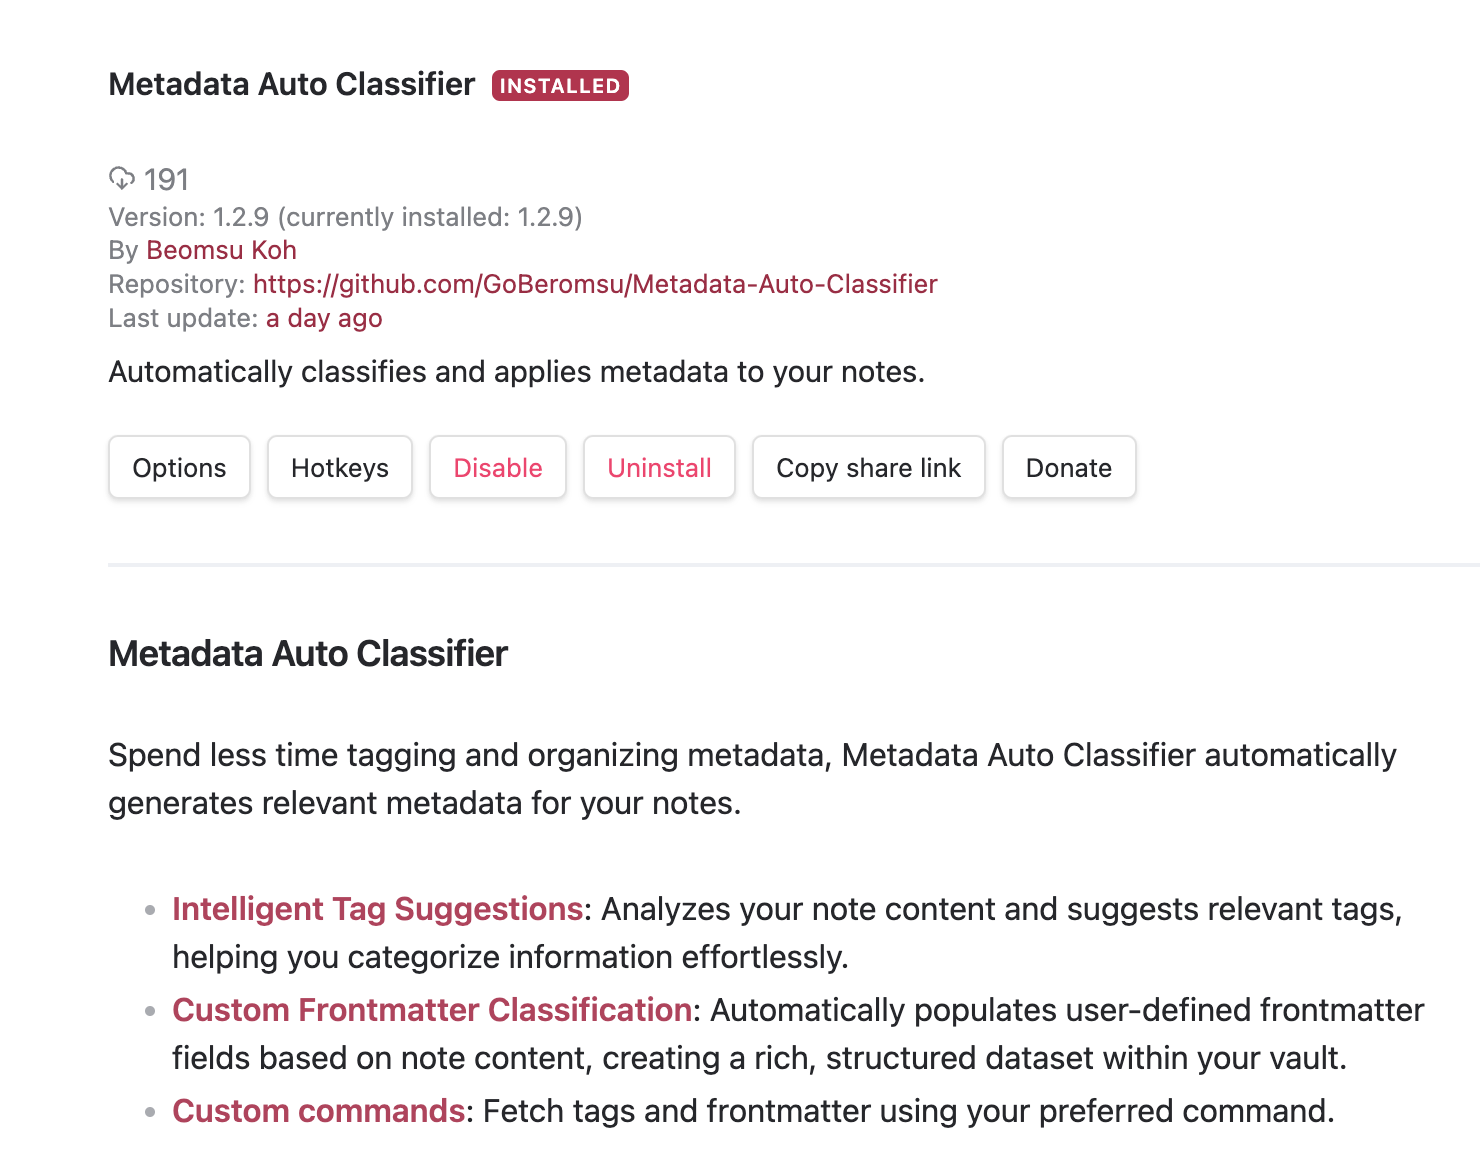 Metadata Auto Classifier INSTALLED
191
Version: 1.2.9 (currently installed: 1.2.9)
By Beomsu Koh
Repository: https://github.com/GoBeromsu/Metadata-Auto-Classifier
Last update: a day ago
Automatically classifies and applies metadata to your notes.
Options Hotkeys Disable Uninstall Copy share link Donate
Metadata Auto Classifier
Spend less time tagging and organizing metadata, Metadata Auto Classifier automatically
generates relevant metadata for your notes.
• Intelligent Tag Suggestions: Analyzes your note content and suggests relevant tags,
helping you categorize information effortlessly.
• Custom Frontmatter Classification: Automatically populates user-defined frontmatter
fields based on note content, creating a rich, structured dataset within your vault.
• Custom commands: Fetch tags and frontmatter using your preferred command.